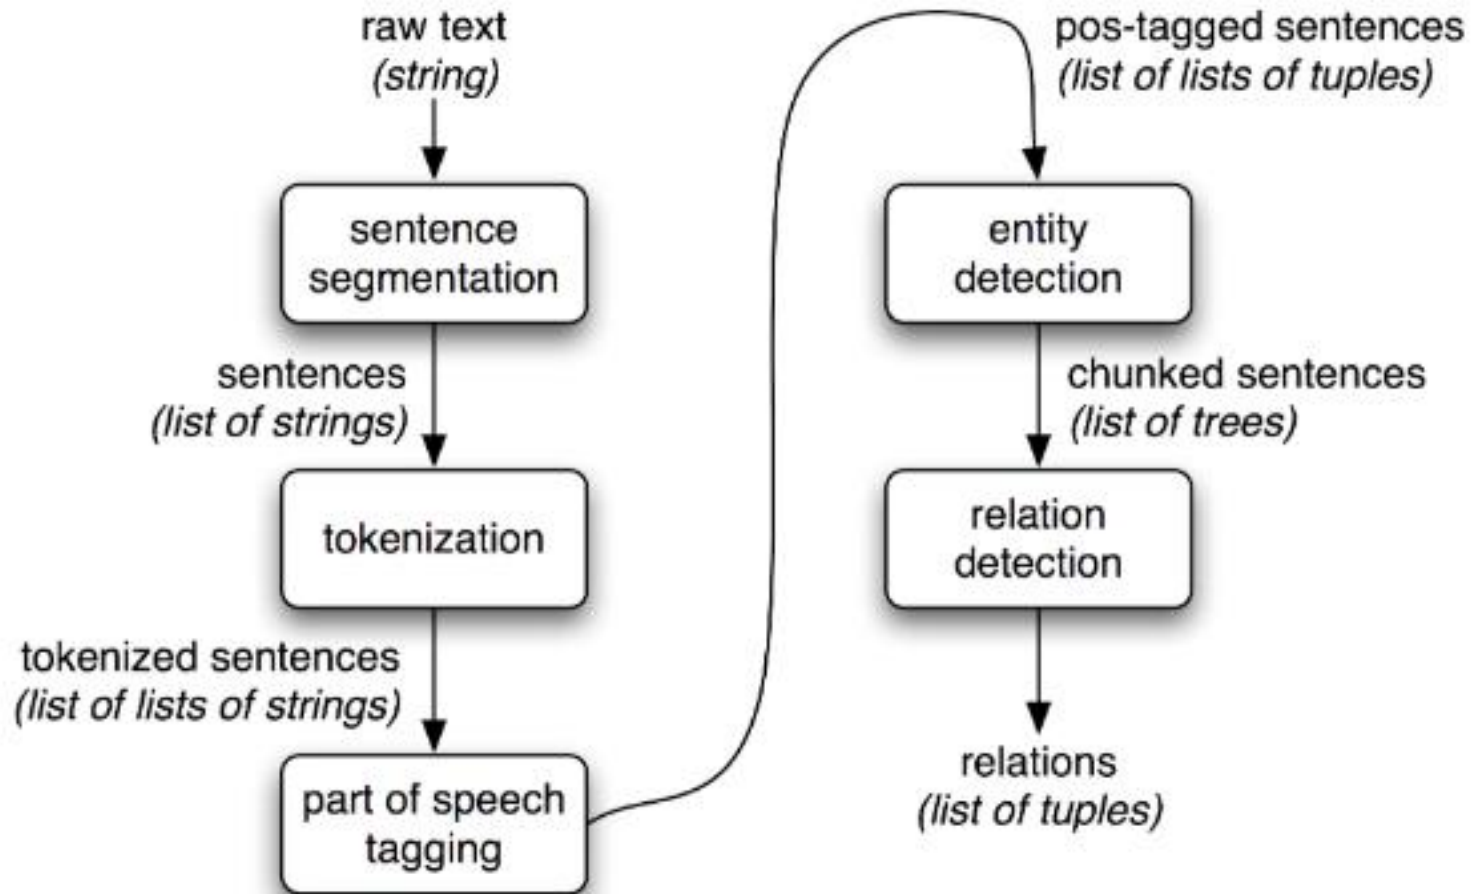 raw text
(string)
sentence
segmentation
sentences
(list of strings)
tokenization
tokenized sentences
(list of lists of strings)
part of speech
tagging
pos-tagged sentences
(list of lists of tuples)
entity
detection
chunked sentences
(list of trees)
relation
detection
relations
(list of tuples)